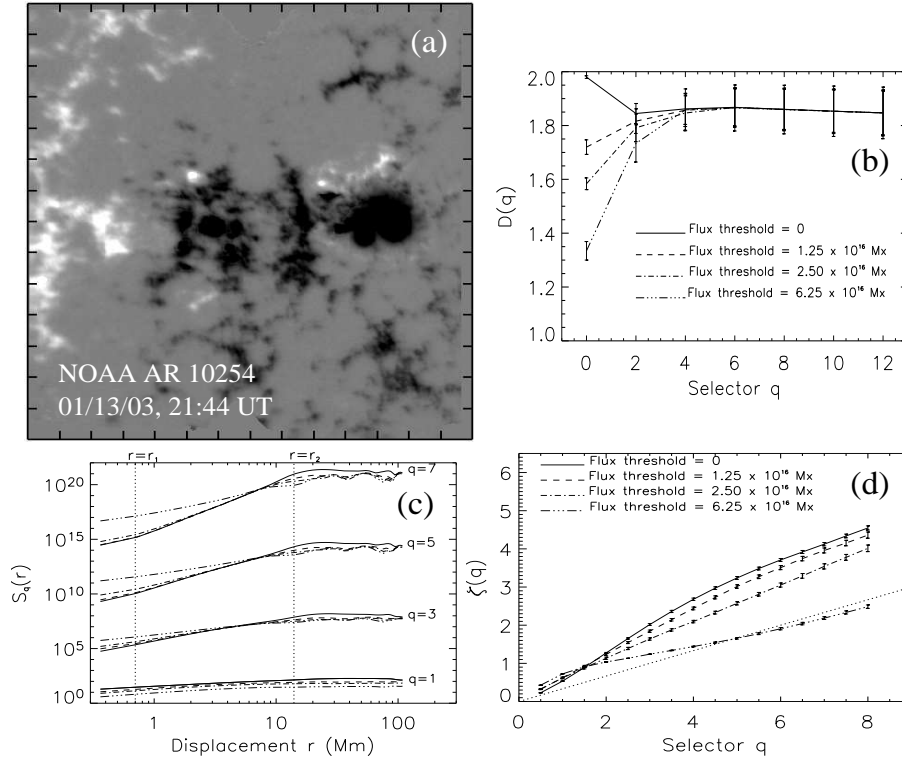 (a)
NOAA AR 10254
01/13/03, 21:44 UT
(b)
D(q)
2.0
1.8
1.6
1.4
1.2
1.0
Flux threshold = 0
Flux threshold = 1.25 x 10¹⁶ Mx
Flux threshold = 2.50 x 10¹⁶ Mx
Flux threshold = 6.25 x 10¹⁶ Mx
0 2 4 6 8 10 12
Selector q
r=r₁ r=r₂
(c)
S_q(r)
10²⁰
10¹⁵
10¹⁰
10⁵
10⁰
q=7
q=5
q=3
q=1
1 10 100
Displacement r (Mm)
(d)
ζ(q)
6
5
4
3
2
1
0
Flux threshold = 0
Flux threshold = 1.25 x 10¹⁶ Mx
Flux threshold = 2.50 x 10¹⁶ Mx
Flux threshold = 6.25 x 10¹⁶ Mx
0 2 4 6 8
Selector q